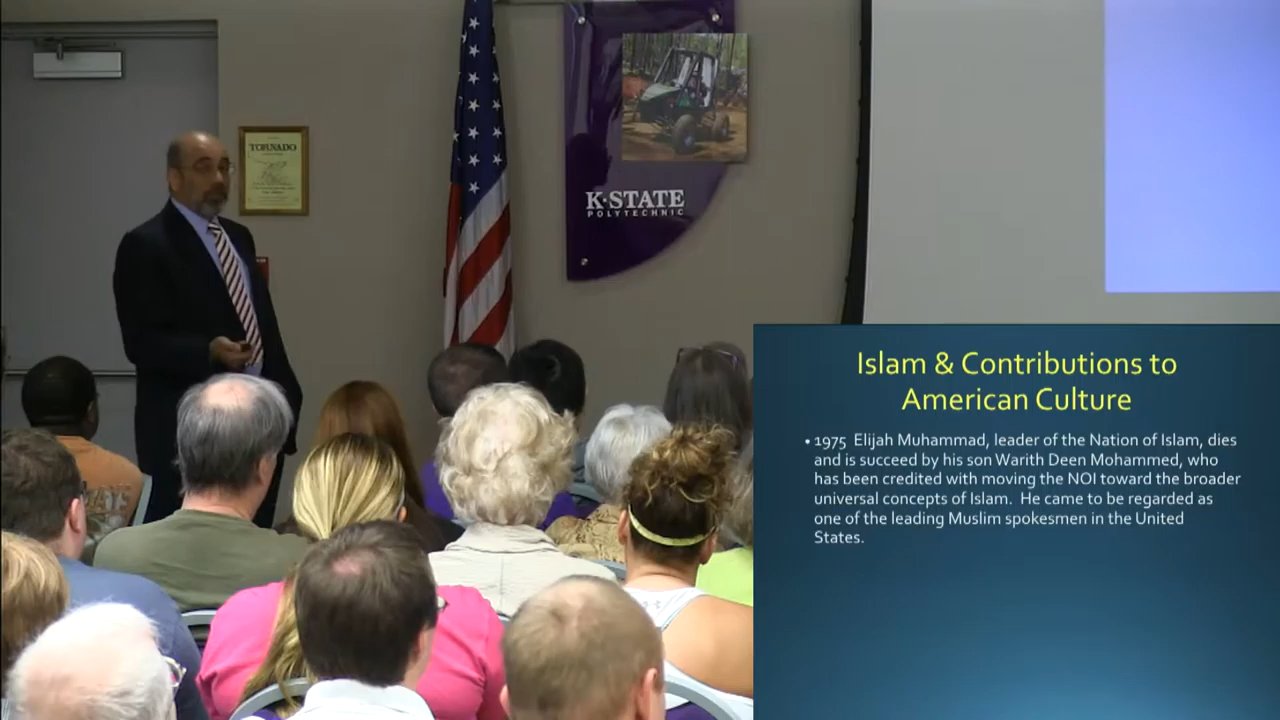 TORNADO
K·STATE
POLYTECHNIC
Islam & Contributions to
American Culture
• 1975 Elijah Muhammad, leader of the Nation of Islam, dies
and is succeed by his son Warith Deen Mohammed, who
has been credited with moving the NOI toward the broader
universal concepts of Islam. He came to be regarded as
one of the leading Muslim spokesmen in the United
States.